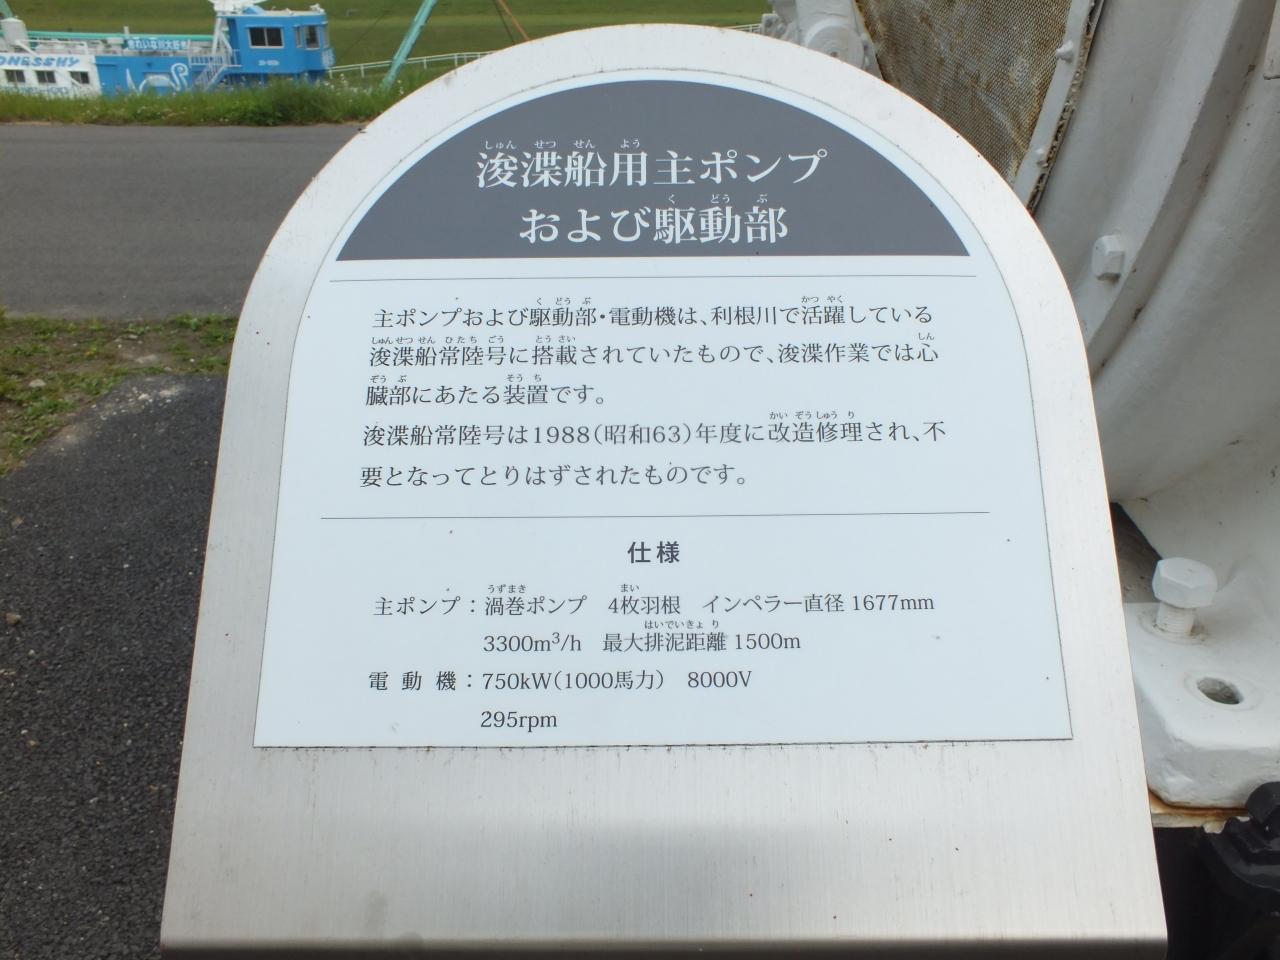 きれいな川大好き
浚渫船用主ポンプ
および駆動部
主ポンプおよび駆動部・電動機は、利根川で活躍している
浚渫船常陸号に搭載されていたもので、浚渫作業では心
臓部にあたる装置です。
浚渫船常陸号は1988(昭和63)年度に改造修理され、不
要となってとりはずされたものです。
仕様
主ポンプ：渦巻ポンプ　4枚羽根　インペラー直径 1677mm
3300m³/h　最大排泥距離 1500m
電 動 機：750kW(1000馬力)　8000V
295rpm